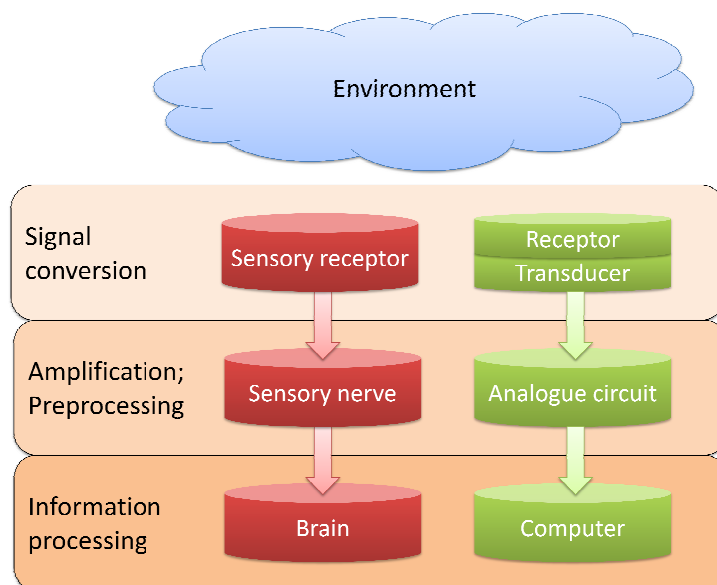 Environment
Signal
conversion
Sensory receptor
Receptor
Transducer
Amplification;
Preprocessing
Sensory nerve
Analogue circuit
Information
processing
Brain
Computer